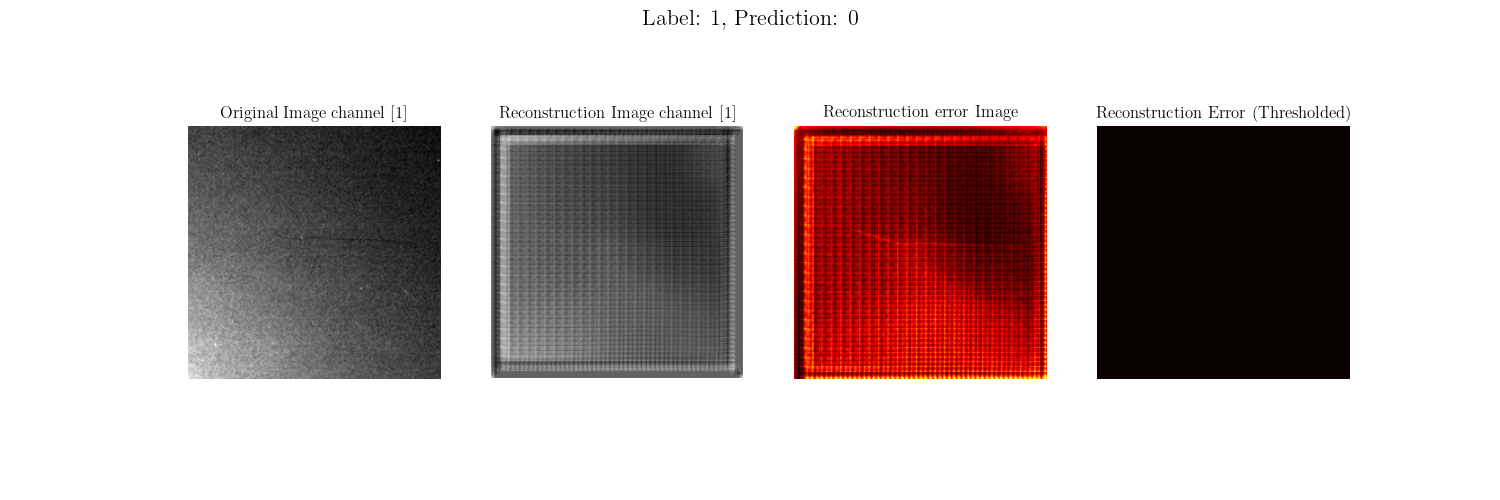 Label: 1, Prediction: 0
Original Image channel [1]
Reconstruction Image channel [1]
Reconstruction error Image
Reconstruction Error (Thresholded)